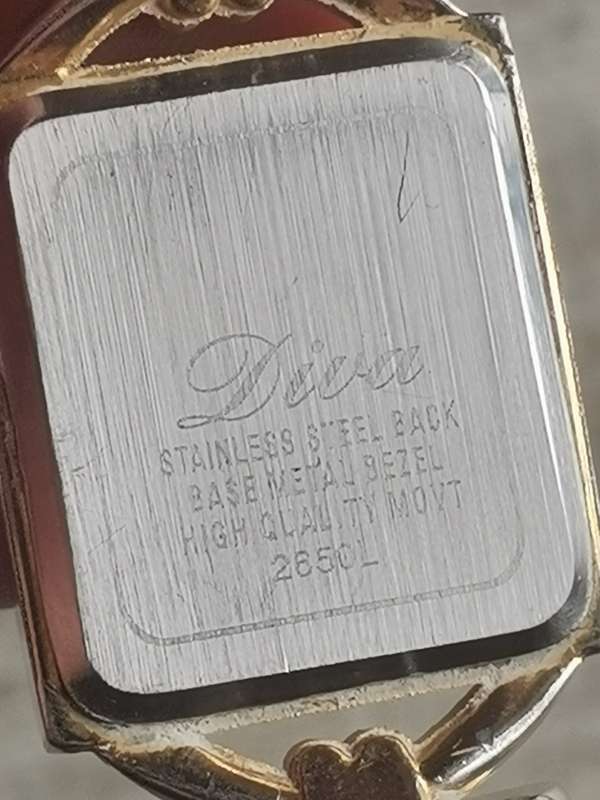 Diva
STAINLESS STEEL BACK
BASE METAL BEZEL
HIGH QUALITY MOVT
2650L